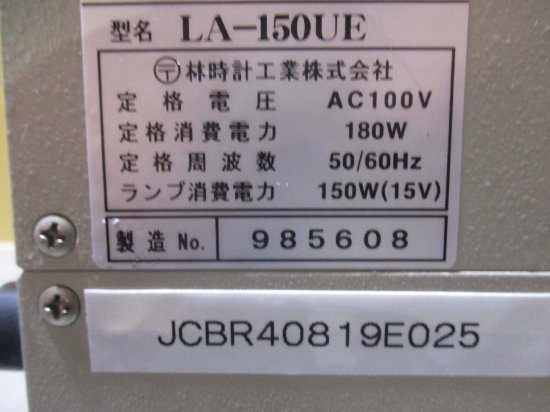 型名 LA-150UE
〒林時計工業株式会社
定格電圧 AC100V
定格消費電力 180W
定格周波数 50/60Hz
ランプ消費電力 150W(15V)
製造 No. 985608
JCBR40819E025